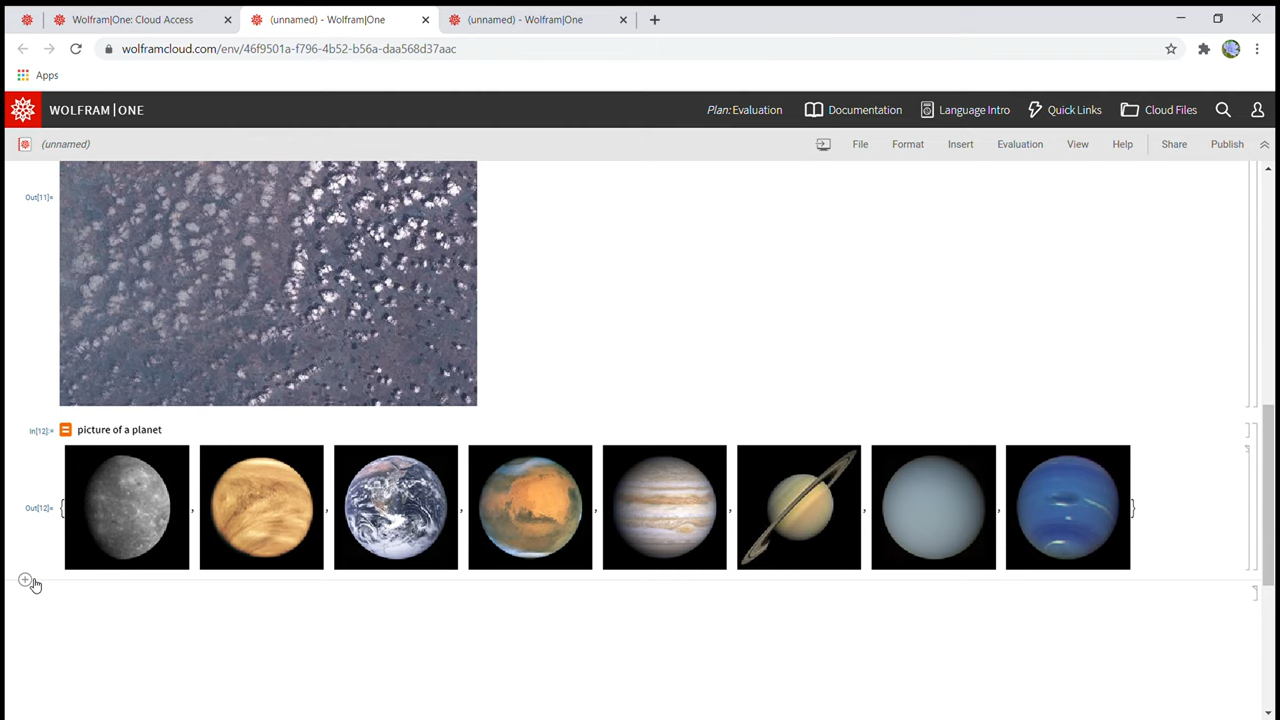 Wolfram|One: Cloud Access
(unnamed) - Wolfram|One
(unnamed) - Wolfram|One
wolframcloud.com/env/46f9501a-f796-4b52-b56a-daa568d37aac
Apps
WOLFRAM|ONE
Plan: Evaluation
Documentation
Language Intro
Quick Links
Cloud Files
(unnamed)
File
Format
Insert
Evaluation
View
Help
Share
Publish
Out[11]=
In[12]:= picture of a planet
Out[12]= { , , , , , , , }